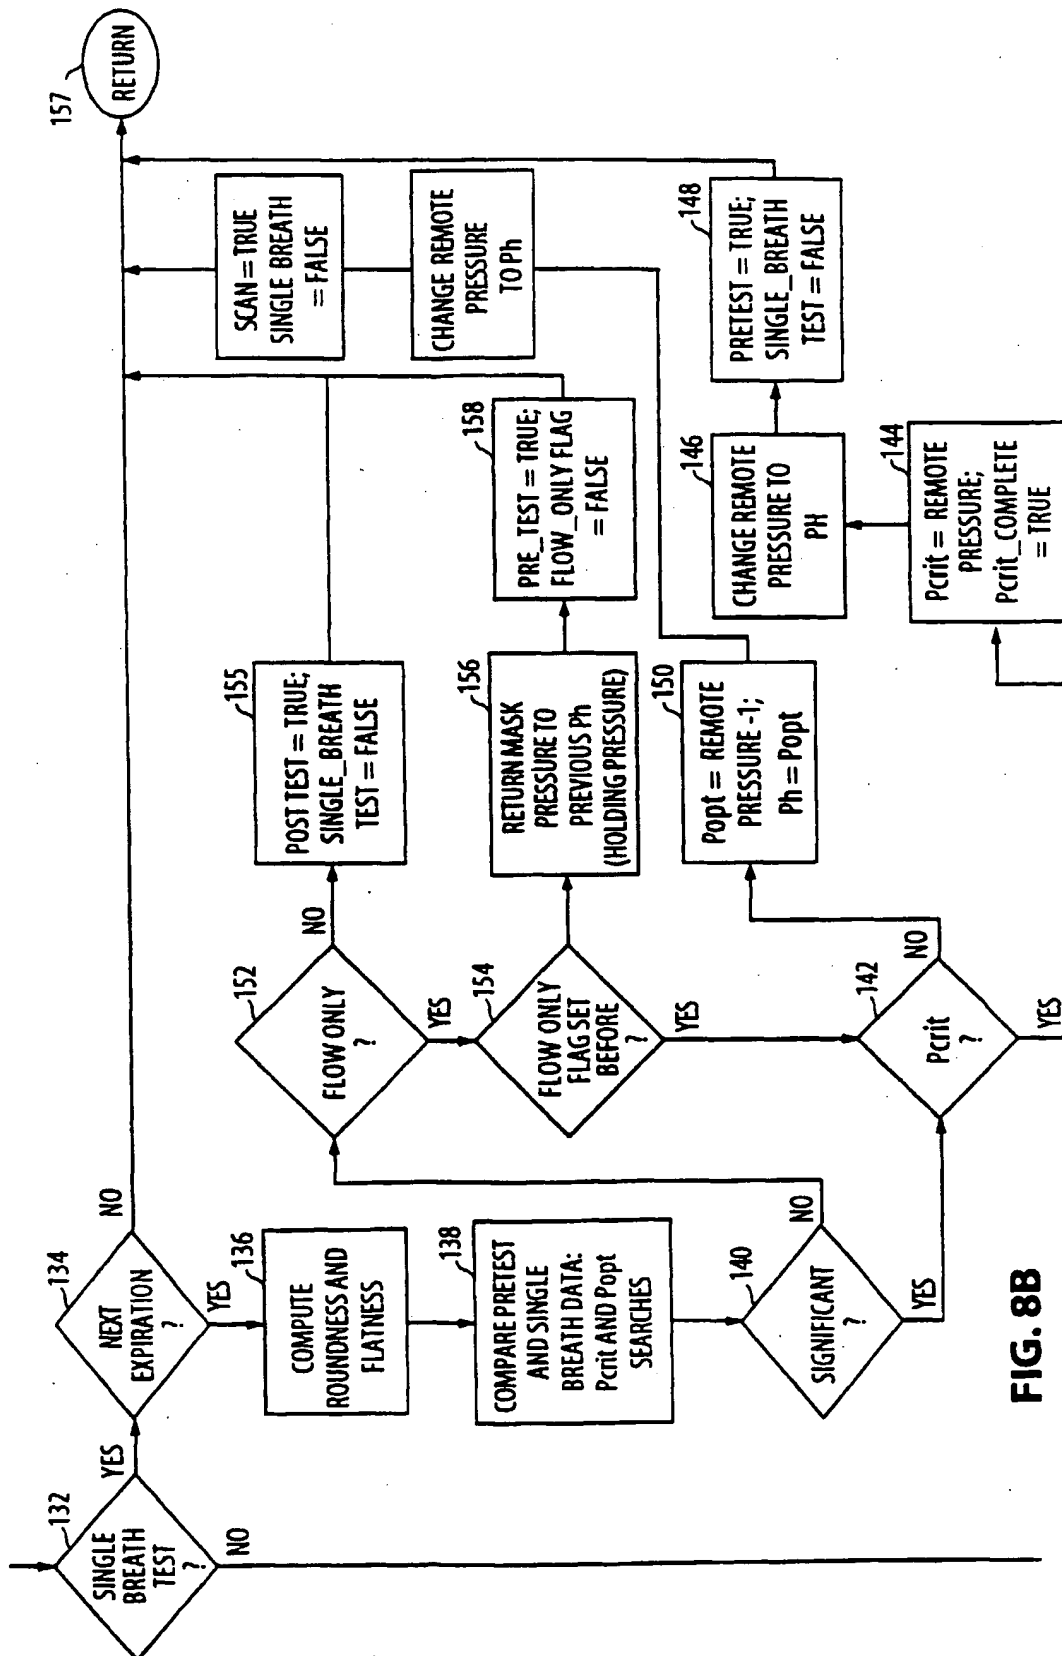 132
SINGLE
BREATH
TEST
?
YES
NO
134
NEXT
EXPIRATION
?
NO
YES
136
COMPUTE
ROUNDNESS AND
FLATNESS
138
COMPARE PRETEST
AND SINGLE
BREATH DATA:
Pcrit AND Popt
SEARCHES
140
SIGNIFICANT
?
NO
YES
152
FLOW ONLY
?
NO
YES
154
FLOW ONLY
FLAG SET
BEFORE
?
YES
142
Pcrit
?
NO
YES
155
POST TEST = TRUE;
SINGLE_BREATH
TEST = FALSE
156
RETURN MASK
PRESSURE TO
PREVIOUS Ph
(HOLDING PRESSURE)
158
PRE_TEST = TRUE;
FLOW_ONLY FLAG
= FALSE
150
Popt = REMOTE
PRESSURE -1;
Ph = Popt
144
Pcrit = REMOTE
PRESSURE;
Pcrit_COMPLETE
= TRUE
146
CHANGE REMOTE
PRESSURE TO
PH
148
PRETEST = TRUE;
SINGLE_BREATH
TEST = FALSE
CHANGE REMOTE
PRESSURE
TO Ph
SCAN = TRUE
SINGLE BREATH
= FALSE
157
RETURN
FIG. 8B